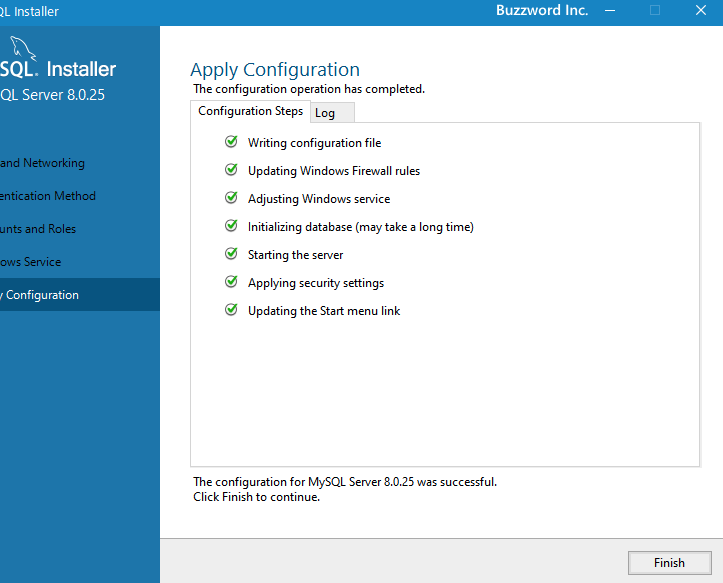 QL Installer
Buzzword Inc.
SQL. Installer
QL Server 8.0.25
and Networking
entication Method
unts and Roles
ows Service
y Configuration
Apply Configuration
The configuration operation has completed.
Configuration Steps
Log
Writing configuration file
Updating Windows Firewall rules
Adjusting Windows service
Initializing database (may take a long time)
Starting the server
Applying security settings
Updating the Start menu link
The configuration for MySQL Server 8.0.25 was successful.
Click Finish to continue.
Finish